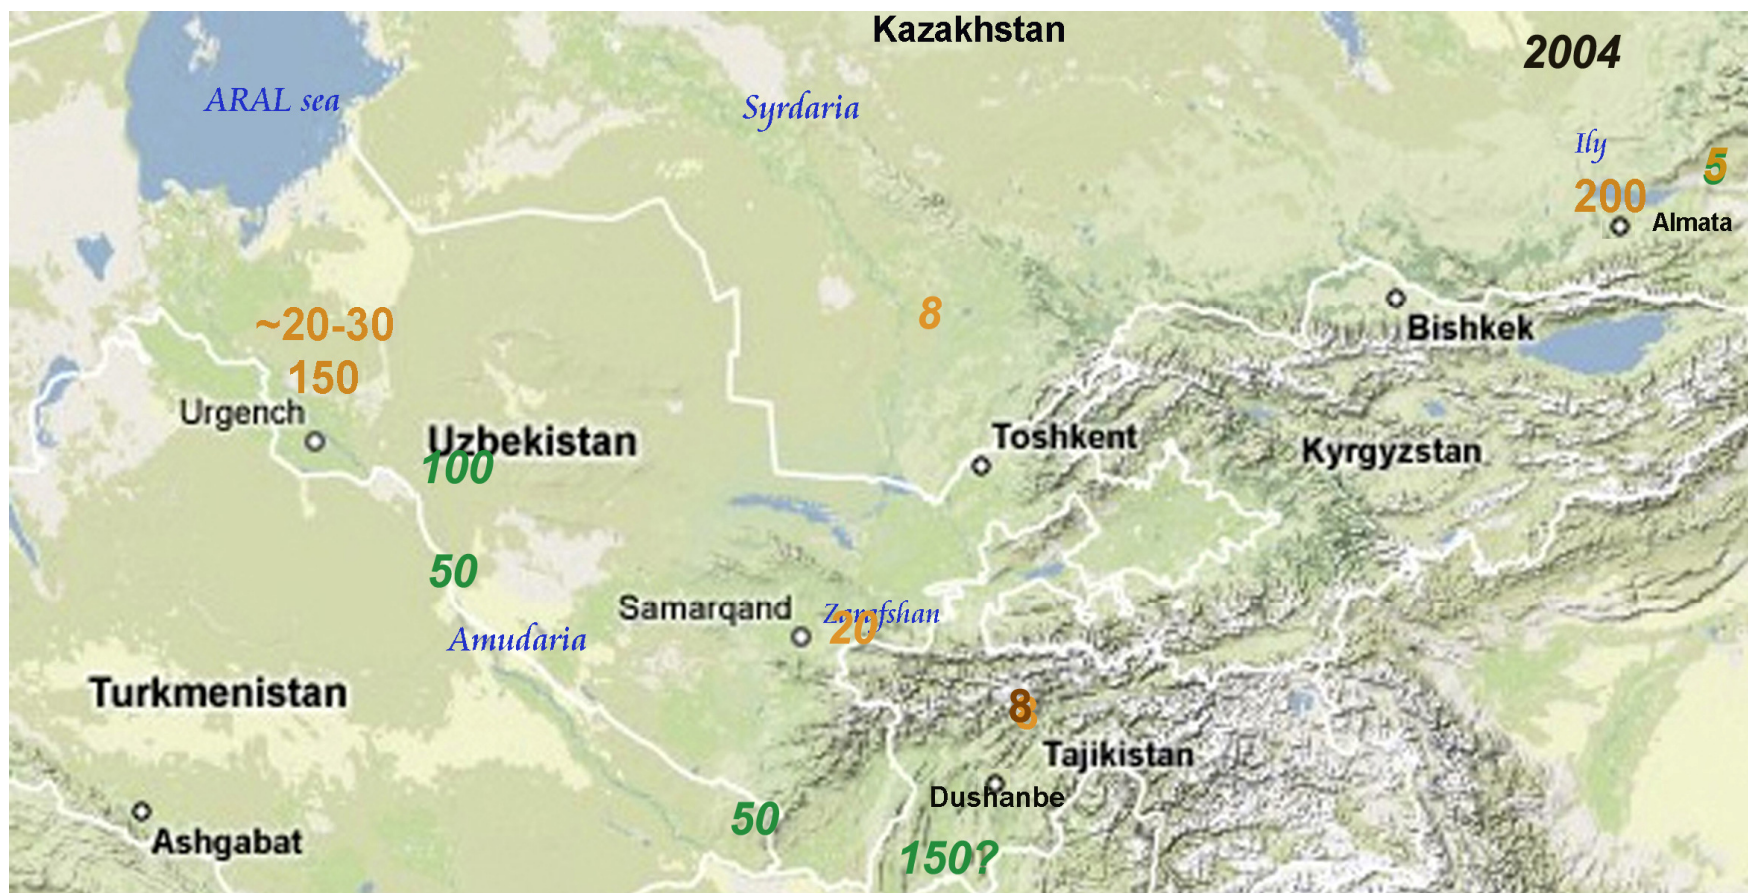 Kazakhstan
2004
ARAL sea
Syrdaria
Ily
5
200
Almata
~20-30
8
150
Bishkek
Urgench
Uzbekistan
Toshkent
Kyrgyzstan
100
50
Samarqand
Zarafshan
20
Amudaria
Turkmenistan
8
8
Tajikistan
Dushanbe
50
Ashgabat
150?